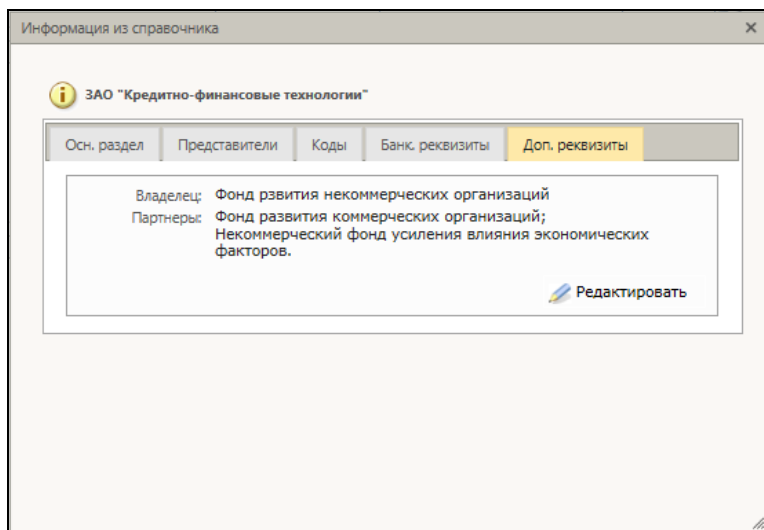 Информация из справочника
ЗАО "Кредитно-финансовые технологии"
Осн. раздел Представители Коды Банк. реквизиты Доп. реквизиты
Владелец: Фонд рзвития некоммерческих организаций
Партнеры: Фонд развития коммерческих организаций;
Некоммерческий фонд усиления влияния экономических
факторов.
Редактировать